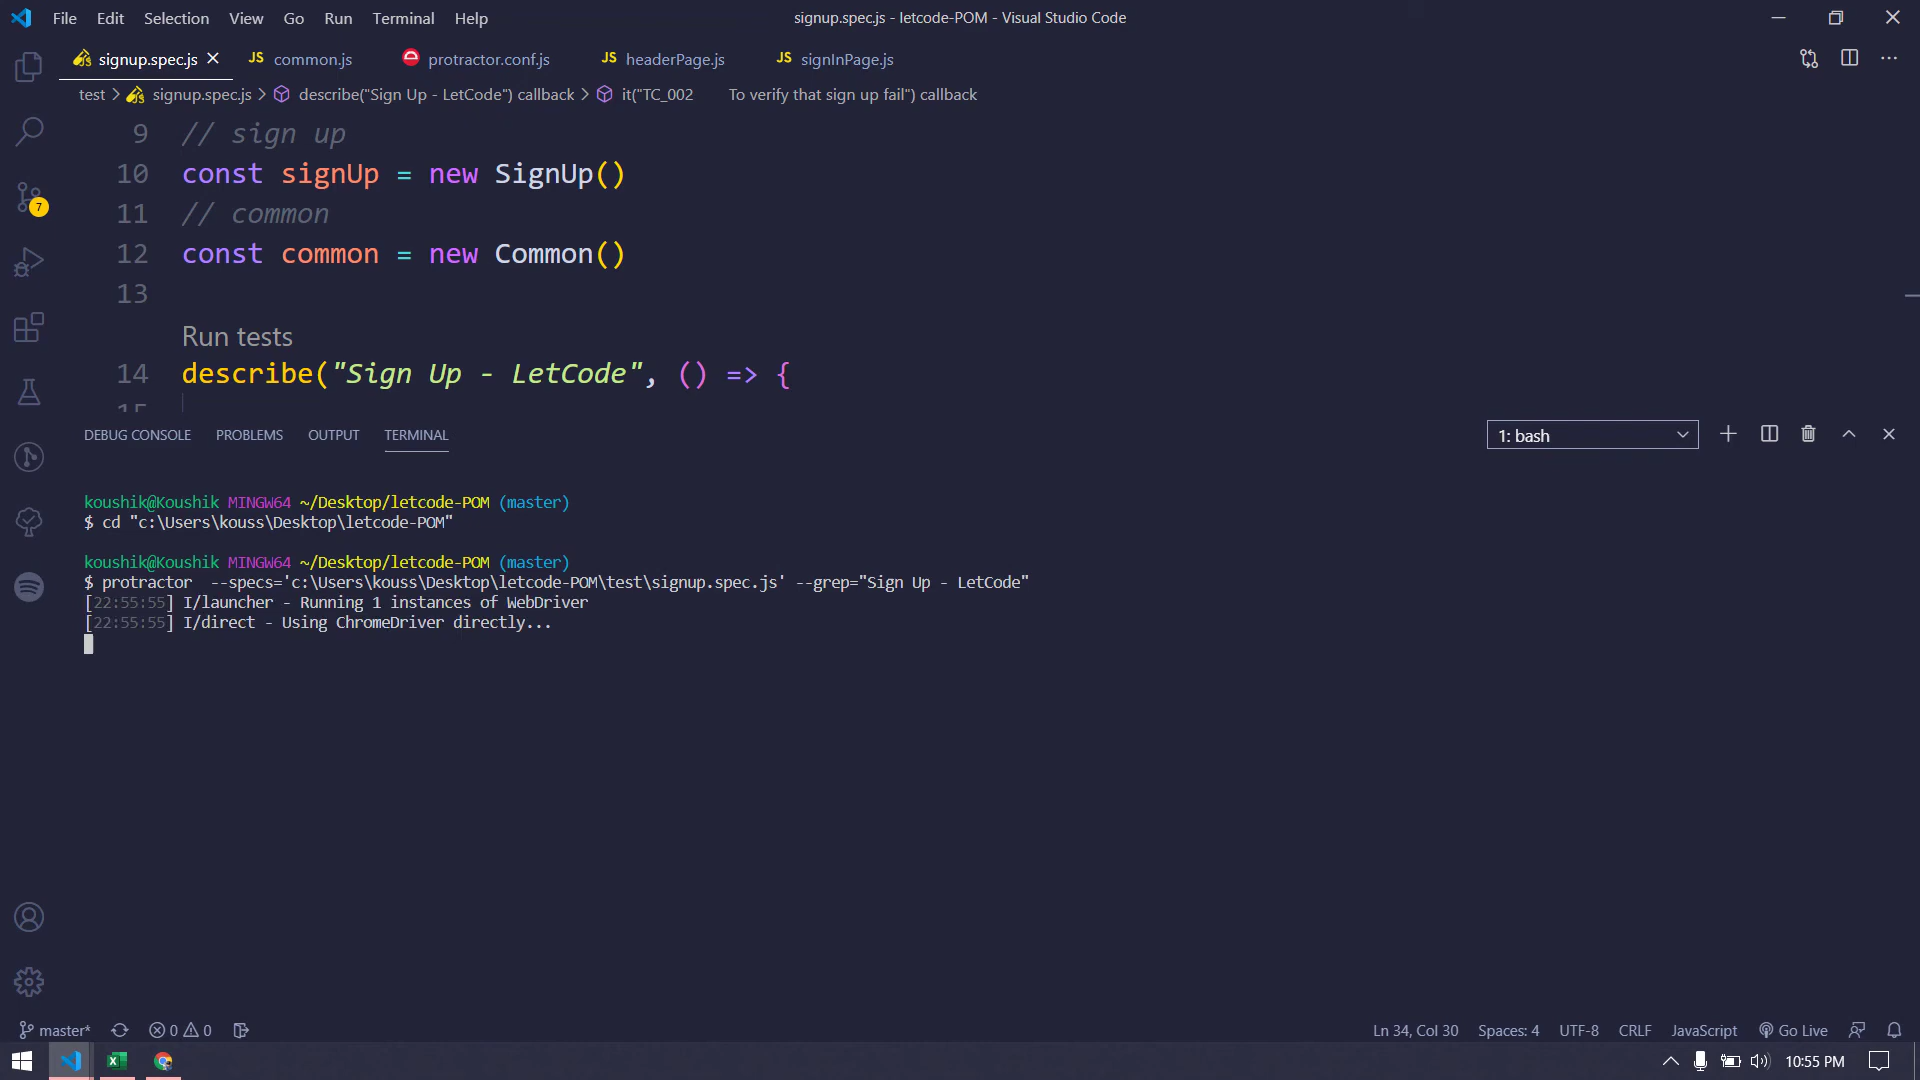 File Edit Selection View Go Run Terminal Help
signup.spec.js - letcode-POM - Visual Studio Code
signup.spec.js
JS common.js
protractor.conf.js
JS headerPage.js
JS signInPage.js
test > signup.spec.js > describe("Sign Up - LetCode") callback > it("TC_002 To verify that sign up fail") callback
9 // sign up
10 const signUp = new SignUp()
11 // common
12 const common = new Common()
13
Run tests
14 describe("Sign Up - LetCode", () => {
15
DEBUG CONSOLE PROBLEMS OUTPUT TERMINAL
1: bash
koushik@Koushik MINGW64 ~/Desktop/letcode-POM (master)
$ cd "c:\Users\kouss\Desktop\letcode-POM"
koushik@Koushik MINGW64 ~/Desktop/letcode-POM (master)
$ protractor  --specs='c:\Users\kouss\Desktop\letcode-POM\test\signup.spec.js' --grep="Sign Up - LetCode"
[22:55:55] I/launcher - Running 1 instances of WebDriver
[22:55:55] I/direct - Using ChromeDriver directly...
7
master* 0 0
Ln 34, Col 30 Spaces: 4 UTF-8 CRLF JavaScript Go Live
10:55 PM